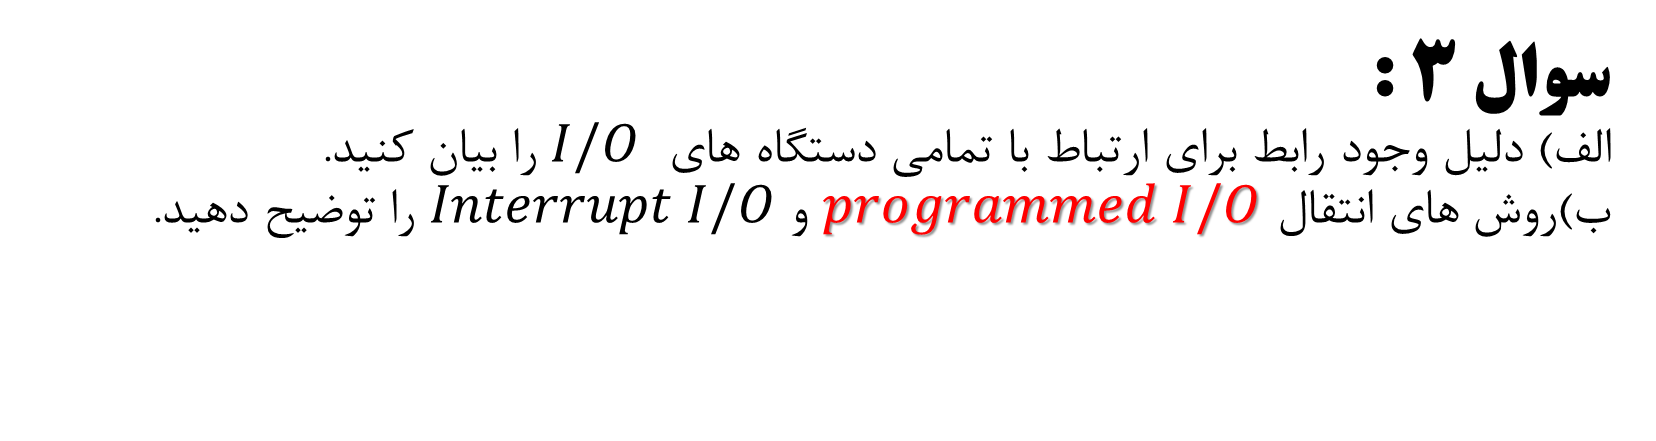 سوال ۳ :
الف) دلیل وجود رابط برای ارتباط با تمامی دستگاه های I/O را بیان کنید.
ب)روش های انتقال programmed I/O و Interrupt I/O را توضیح دهید.